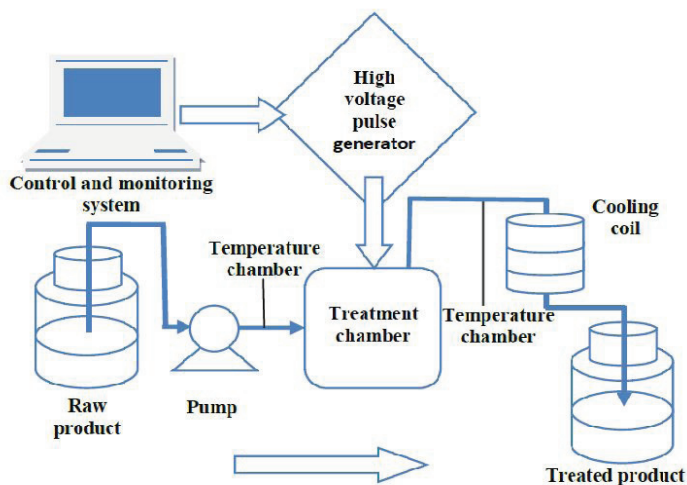 High
voltage
pulse
generator
Control and monitoring
system
Cooling
coil
Temperature
chamber
Treatment
chamber
Temperature
chamber
Raw
product
Pump
Treated product